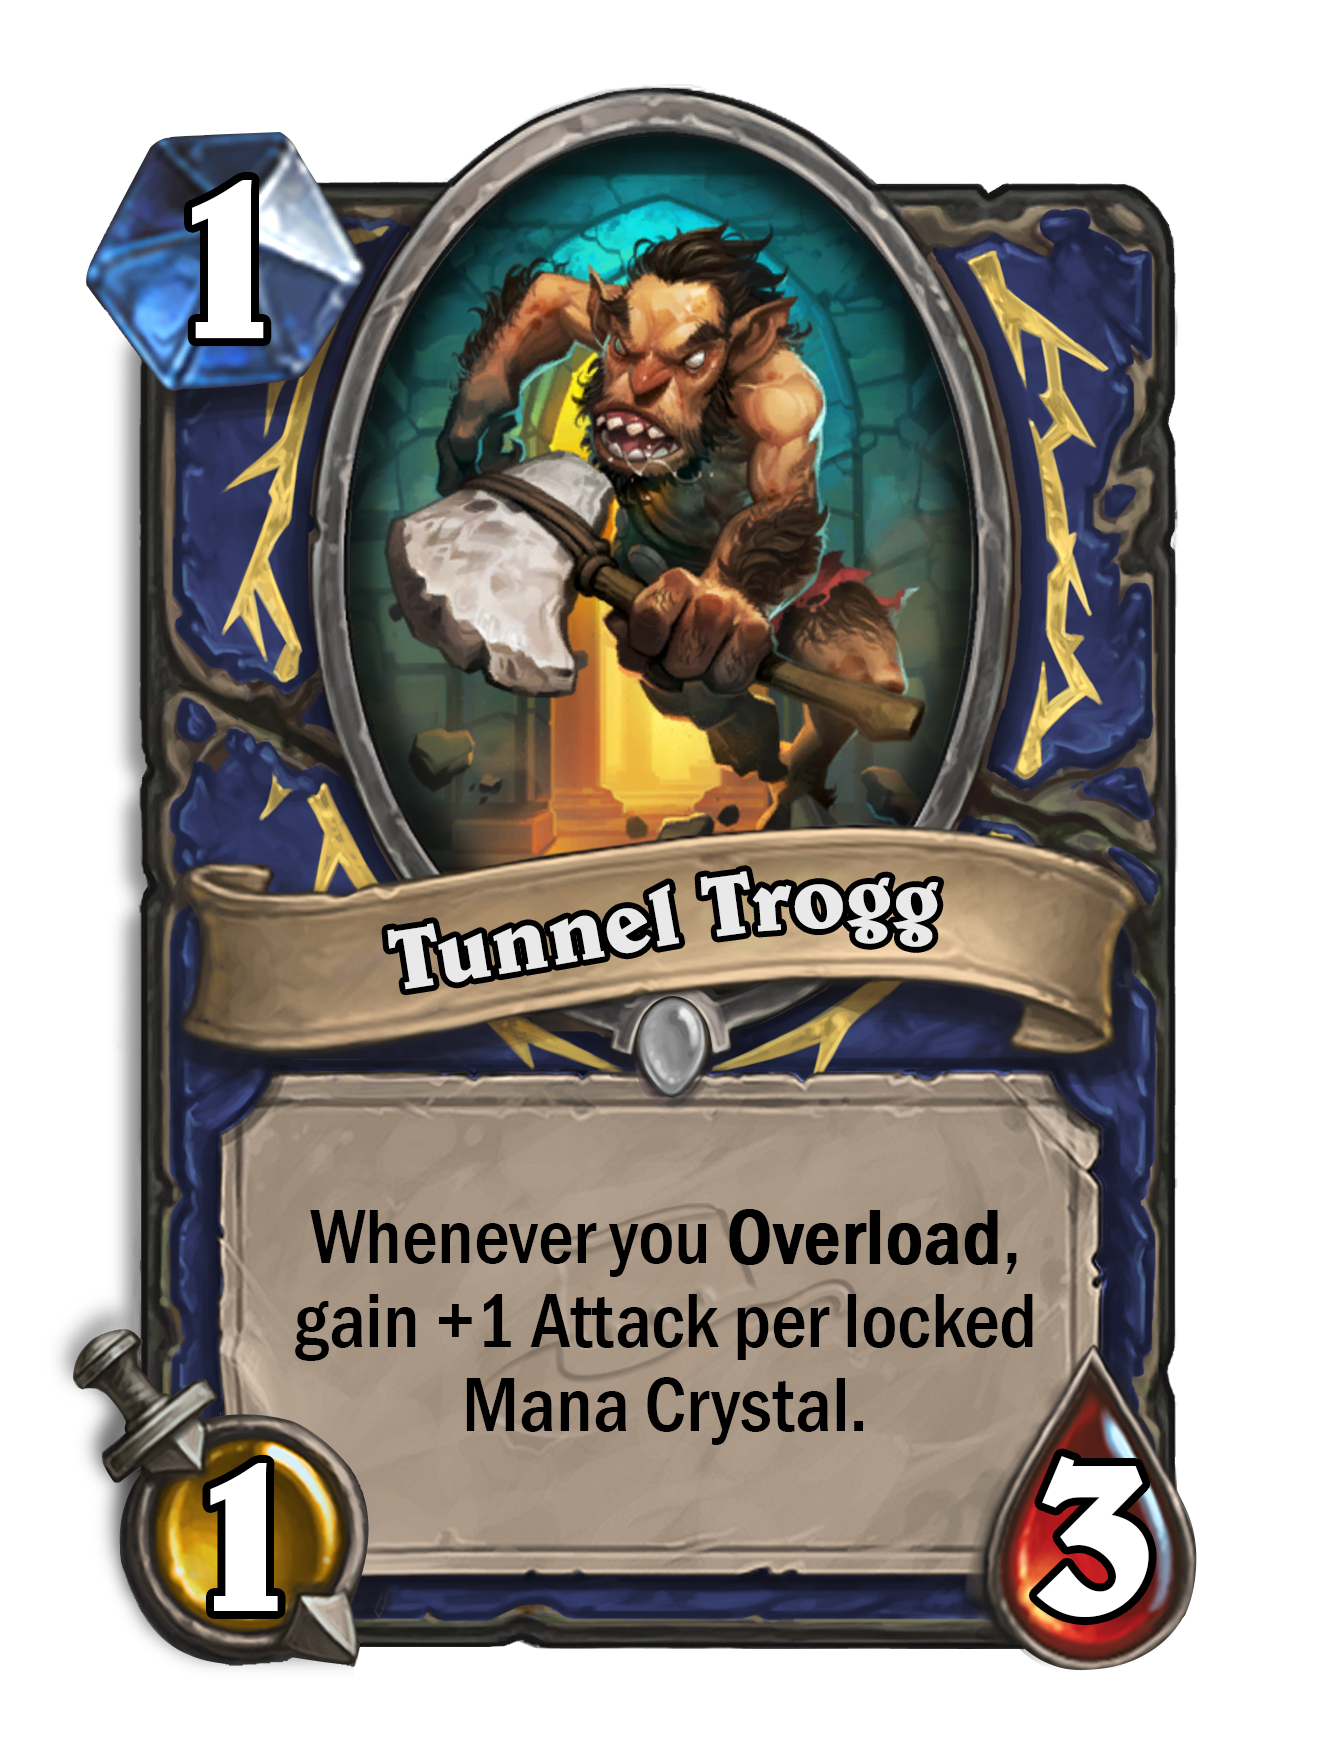 1
Tunnel Trogg
Whenever you Overload,
gain +1 Attack per locked
Mana Crystal.
1
3